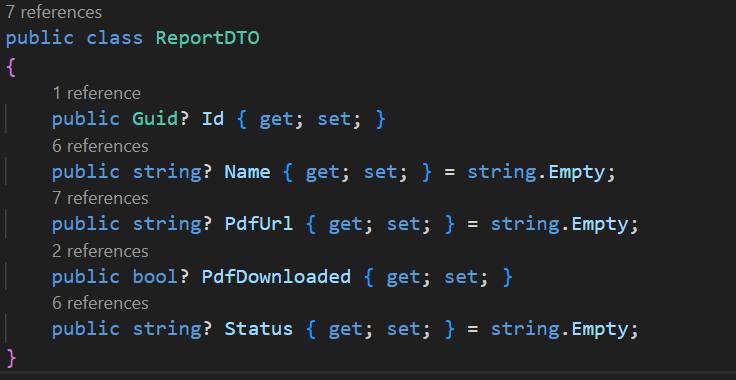 7 references
public class ReportDTO
{
1 reference
public Guid? Id { get; set; }
6 references
public string? Name { get; set; } = string.Empty;
7 references
public string? PdfUrl { get; set; } = string.Empty;
2 references
public bool? PdfDownloaded { get; set; }
6 references
public string? Status { get; set; } = string.Empty;
}